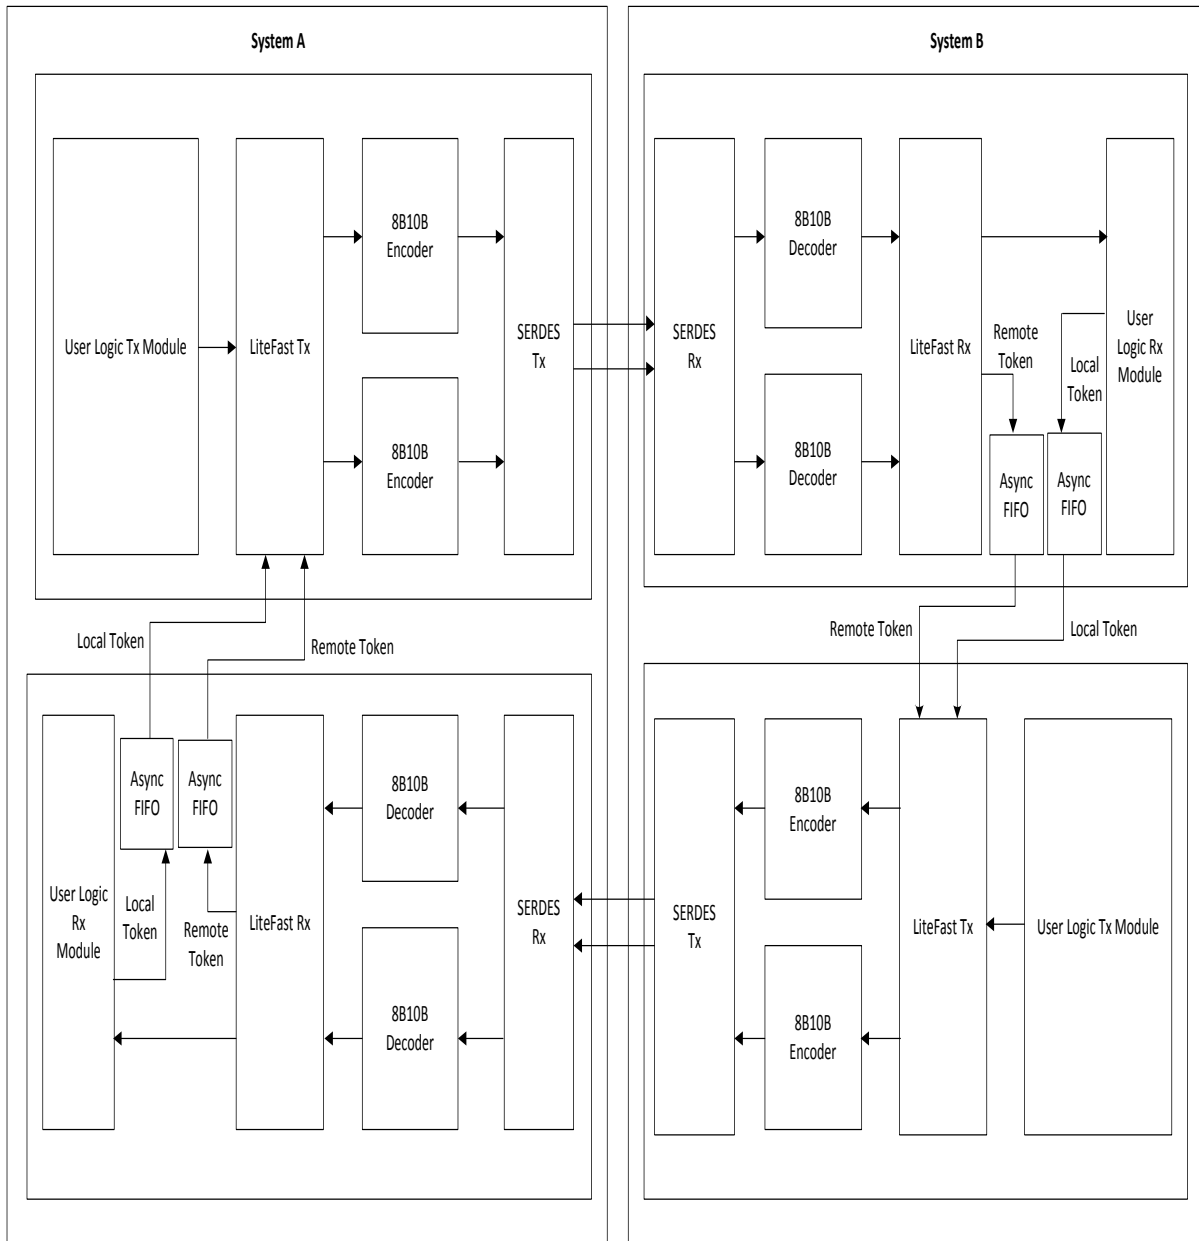 System A
System B
User Logic Tx Module
LiteFast Tx
8B10B
Encoder
8B10B
Encoder
SERDES
Tx
SERDES
Rx
8B10B
Decoder
8B10B
Decoder
LiteFast Rx
Remote
Token
Local
Token
User
Logic Rx
Module
Async
FIFO
Async
FIFO
Local Token
Remote Token
Remote Token
Local Token
User Logic
Rx
Module
Async
FIFO
Async
FIFO
Local
Token
Remote
Token
LiteFast Rx
8B10B
Decoder
8B10B
Decoder
SERDES
Rx
SERDES
Tx
8B10B
Encoder
8B10B
Encoder
LiteFast Tx
User Logic Tx Module